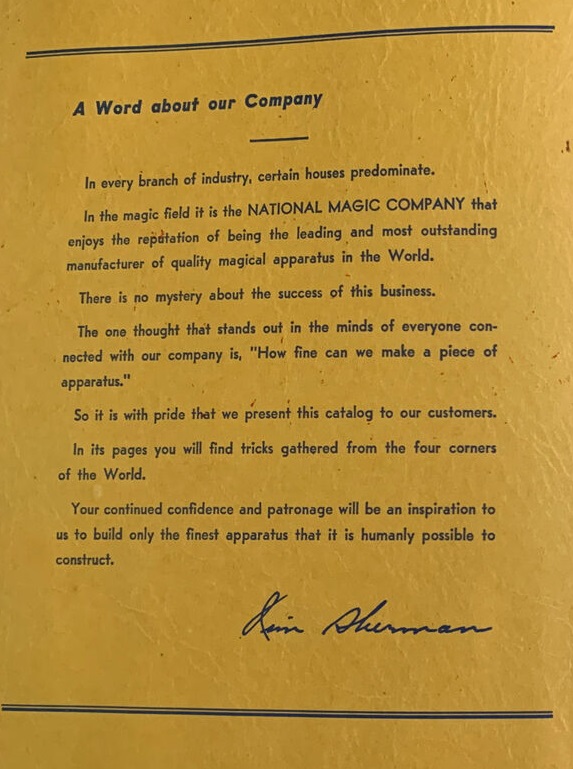 A Word about our Company
In every branch of industry, certain houses predominate.
In the magic field it is the NATIONAL MAGIC COMPANY that
enjoys the reputation of being the leading and most outstanding
manufacturer of quality magical apparatus in the World.
There is no mystery about the success of this business.
The one thought that stands out in the minds of everyone con-
nected with our company is, "How fine can we make a piece of
apparatus."
So it is with pride that we present this catalog to our customers.
In its pages you will find tricks gathered from the four corners
of the World.
Your continued confidence and patronage will be an inspiration to
us to build only the finest apparatus that it is humanly possible to
construct.
Jim Sherman